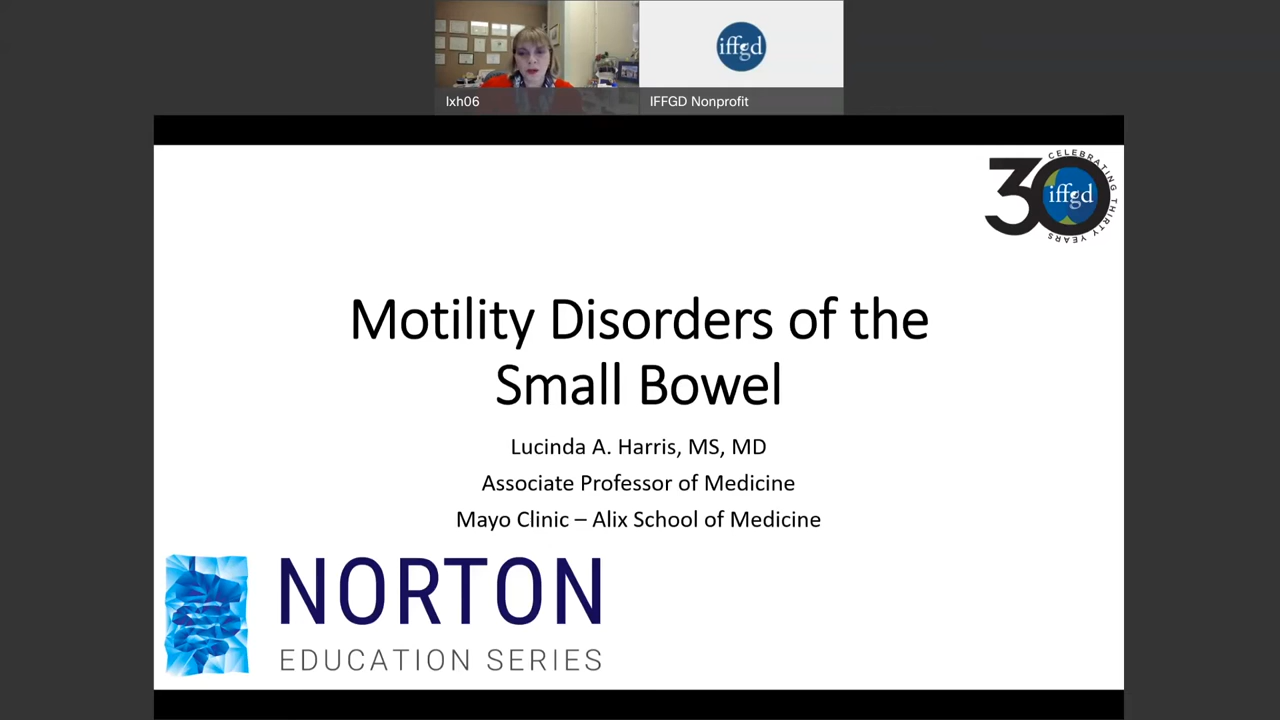 iffgd
lxh06
IFFGD Nonprofit
30
CELEBRATING THIRTY YEARS
iffgd
Motility Disorders of the
Small Bowel
Lucinda A. Harris, MS, MD
Associate Professor of Medicine
Mayo Clinic – Alix School of Medicine
NORTON
EDUCATION SERIES